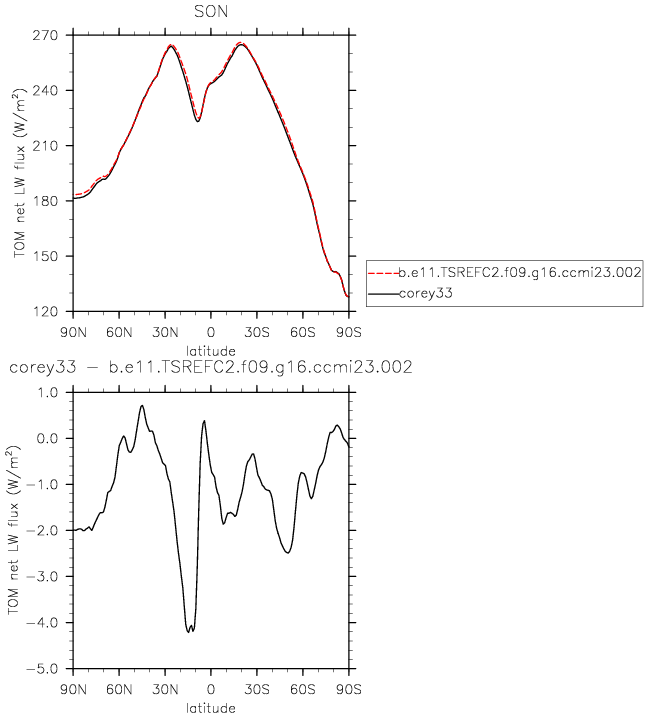 SON
270
240
210
180
150
120
TOM net LW flux (W/m²)
90N 60N 30N 0 30S 60S 90S
latitude
b.e11.TSREFC2.f09.g16.ccmi23.002
corey33
corey33 − b.e11.TSREFC2.f09.g16.ccmi23.002
1.0
0.0
−1.0
−2.0
−3.0
−4.0
−5.0
TOM net LW flux (W/m²)
90N 60N 30N 0 30S 60S 90S
latitude